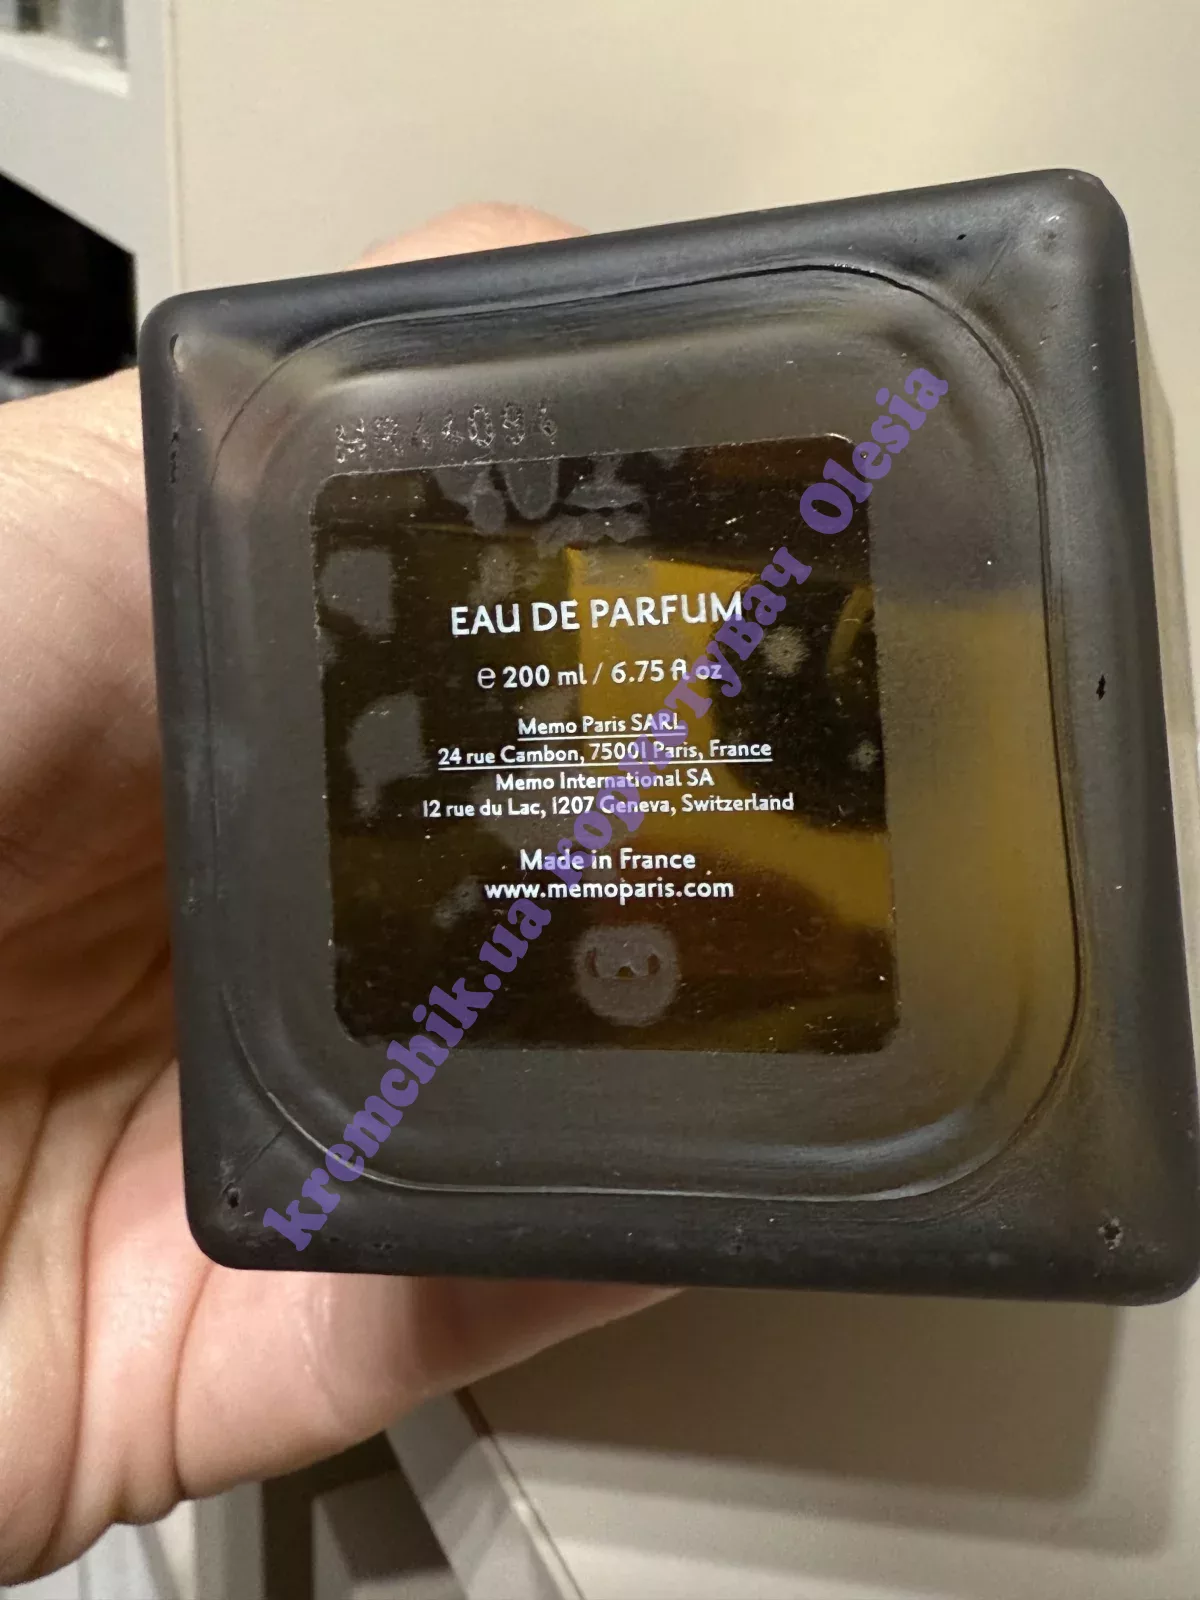 EAU DE PARFUM
e 200 ml / 6.75 fl oz
Memo Paris SARL
24 rue Cambon, 75001 Paris, France
Memo International SA
12 rue du Lac, 1207 Geneva, Switzerland
Made in France
www.memoparis.com
kremchik.ua користувач Olesia